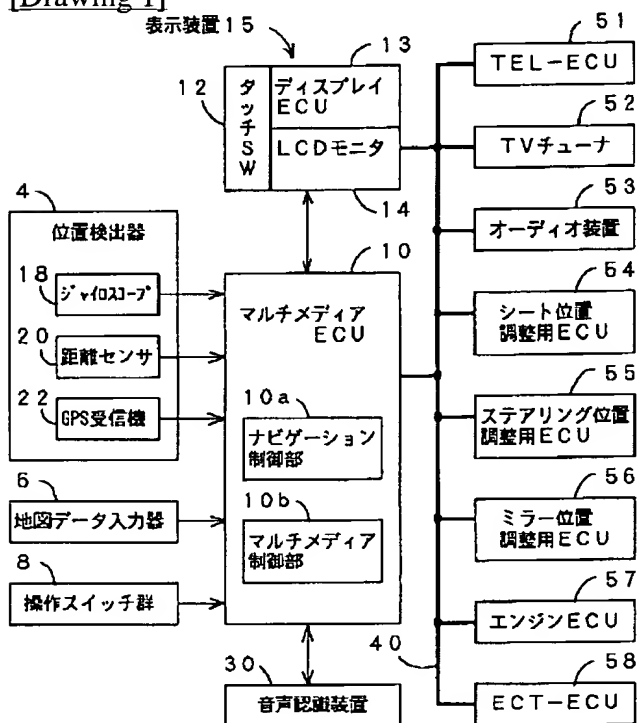 [Drawing 1]
表示装置15
13
12
タッチSW
ディスプレイ
ECU
LCDモニタ
14
4
位置検出器
18
ジャイロスコープ
20
距離センサ
22
GPS受信機
6
地図データ入力器
8
操作スイッチ群
10
マルチメディア
ECU
10a
ナビゲーション
制御部
10b
マルチメディア
制御部
30
音声認識装置
40
51
TEL-ECU
52
TVチューナ
53
オーディオ装置
54
シート位置
調整用ECU
55
ステアリング位置
調整用ECU
56
ミラー位置
調整用ECU
57
エンジンECU
58
ECT-ECU